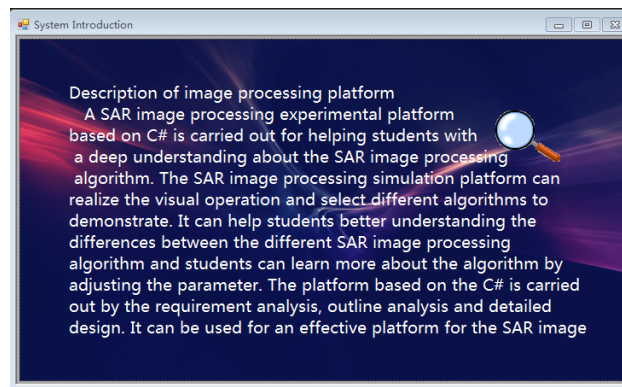 System Introduction
Description of image processing platform
A SAR image processing experimental platform
based on C# is carried out for helping students with
a deep understanding about the SAR image processing
algorithm. The SAR image processing simulation platform can
realize the visual operation and select different algorithms to
demonstrate. It can help students better understanding the
differences between the different SAR image processing
algorithm and students can learn more about the algorithm by
adjusting the parameter. The platform based on the C# is carried
out by the requirement analysis, outline analysis and detailed
design. It can be used for an effective platform for the SAR image